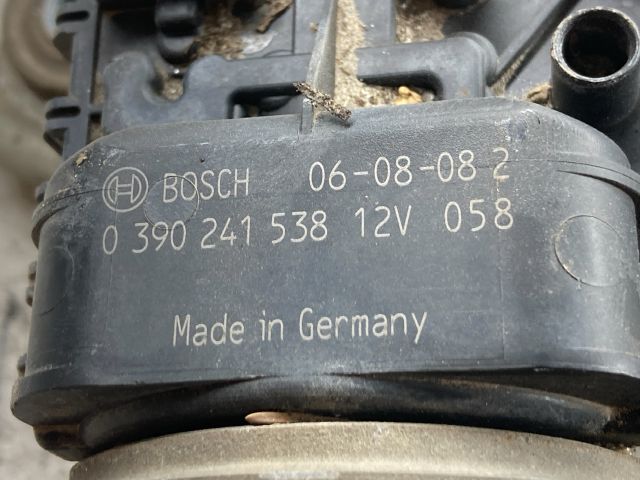 BOSCH 06-08-08 2
0 390 241 538 12V 058
Made in Germany